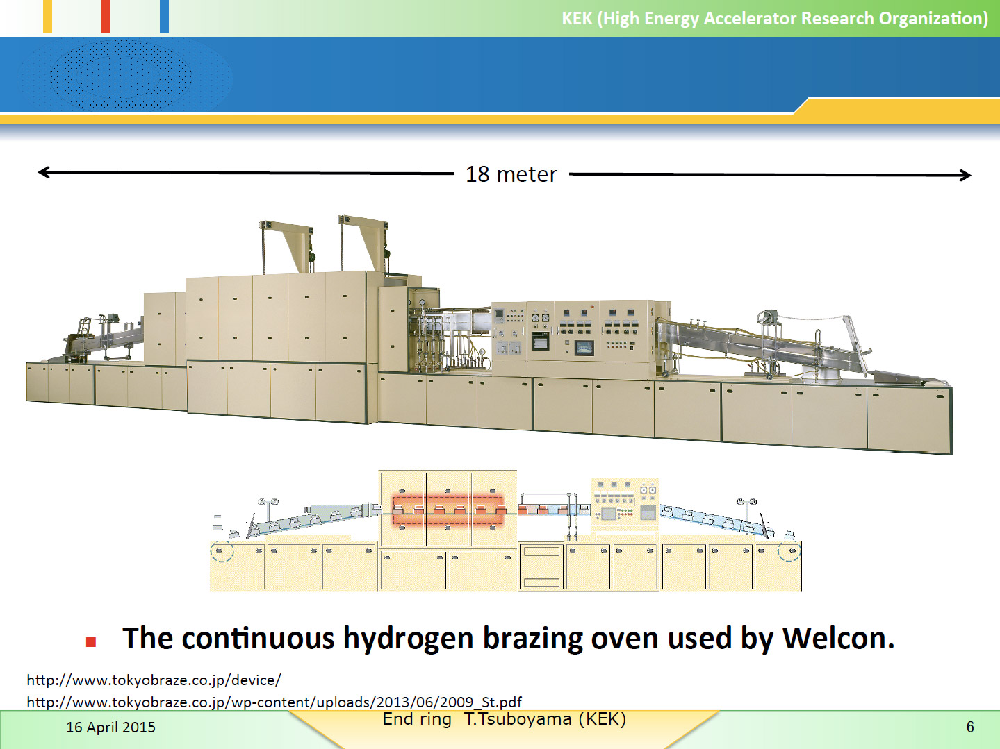 KEK (High Energy Accelerator Research Organization)
18 meter
The continuous hydrogen brazing oven used by Welcon.
http://www.tokyobraze.co.jp/device/
http://www.tokyobraze.co.jp/wp-content/uploads/2013/06/2009_St.pdf
16 April 2015
End ring T.Tsuboyama (KEK)
6